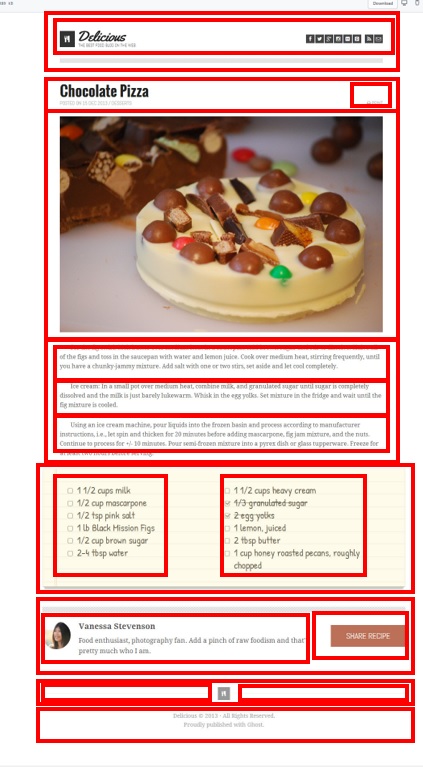 Download
Delicious
THE BEST FOOD BLOG ON THE WEB
Chocolate Pizza
POSTED ON 15 DEC 2013 / DESSERTS
of the figs and toss in the saucepan with water and lemon juice. Cook over medium heat, stirring frequently, until
you have a chunky-jammy mixture. Add salt with one or two stirs, set aside and let cool completely.
Ice cream: In a small pot over medium heat, combine milk, and granulated sugar until sugar is completely
dissolved and the milk is just barely lukewarm. Whisk in the egg yolks. Set mixture in the fridge and wait until the
fig mixture is cooled.
Using an ice cream machine, pour liquids into the frozen basin and process according to manufacturer
instructions, i.e., let spin and thicken for 20 minutes before adding mascarpone, fig jam mixture, and the nuts.
Continue to process for +/- 10 minutes. Pour semi-frozen mixture into a pyrex dish or glass tupperware. Freeze for
at least two hours before serving.
1 1/2 cups milk
1/2 cup mascarpone
1/2 tsp pink salt
1 lb Black Mission Figs
1/2 cup brown sugar
2-4 tbsp water
1 1/2 cups heavy cream
1/3 granulated sugar
2 egg yolks
1 lemon, juiced
2 tbsp butter
1 cup honey roasted pecans, roughly
chopped
Vanessa Stevenson
Food enthusiast, photography fan. Add a pinch of raw foodism and that'
pretty much who I am.
SHARE RECIPE
Delicious © 2013 - All Rights Reserved.
Proudly published with Ghost.